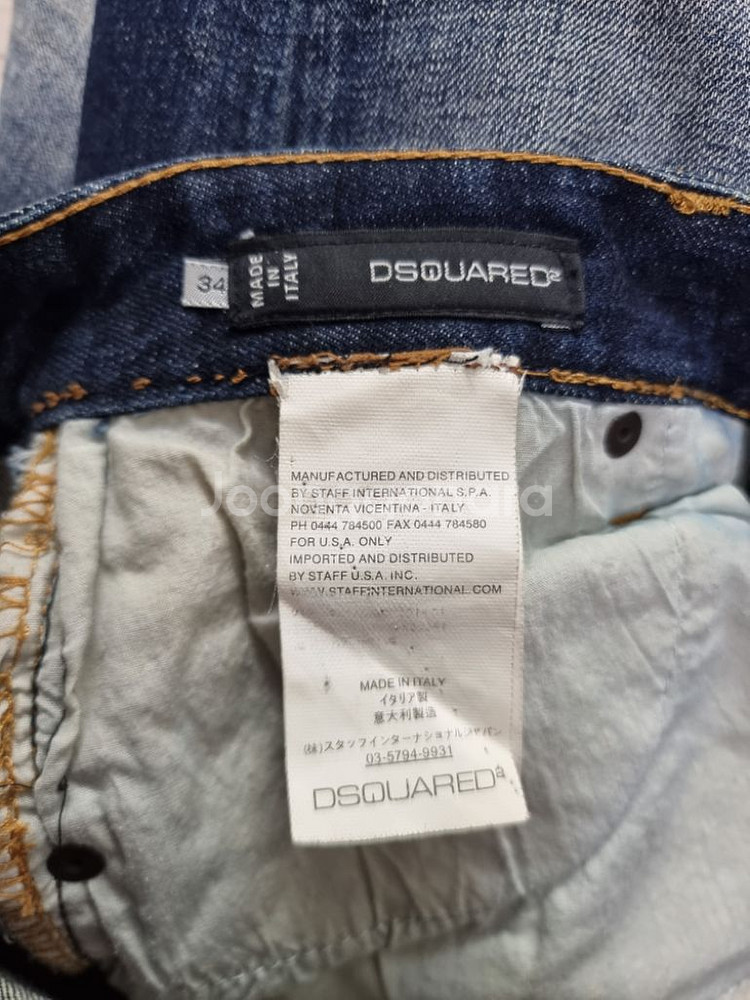 34
MADE
IN
ITALY
DSQUARED2
MANUFACTURED AND DISTRIBUTED
BY STAFF INTERNATIONAL S.P.A.
NOVENTA VICENTINA - ITALY
PH 0444 784500 FAX 0444 784580
FOR U.S.A. ONLY
IMPORTED AND DISTRIBUTED
BY STAFF U.S.A. INC.
WWW.STAFFINTERNATIONAL.COM
MADE IN ITALY
イタリア製
意大利製造
(株)スタッフインターナショナルジャパン
03-5794-9931
DSQUARED2